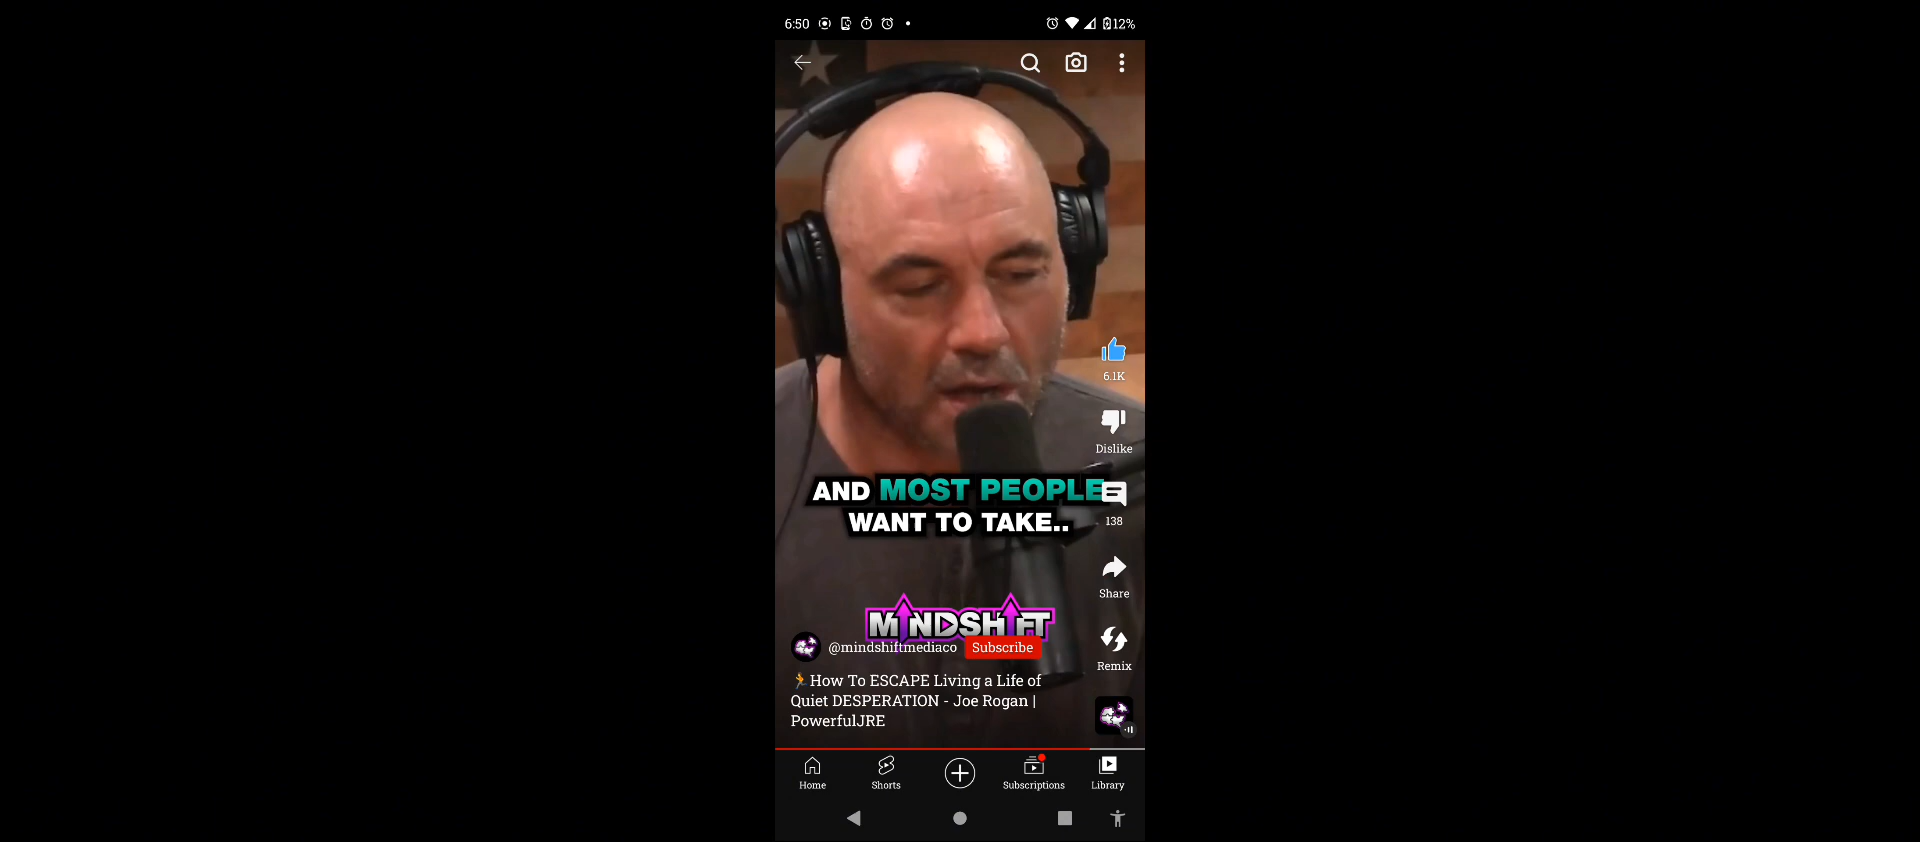 6:50
12%
6.1K
Dislike
AND MOST PEOPLE
WANT TO TAKE..
138
Share
MINDSHIFT
@mindshiftmediaco Subscribe
Remix
🏃How To ESCAPE Living a Life of
Quiet DESPERATION - Joe Rogan |
PowerfulJRE
Home
Shorts
Subscriptions
Library